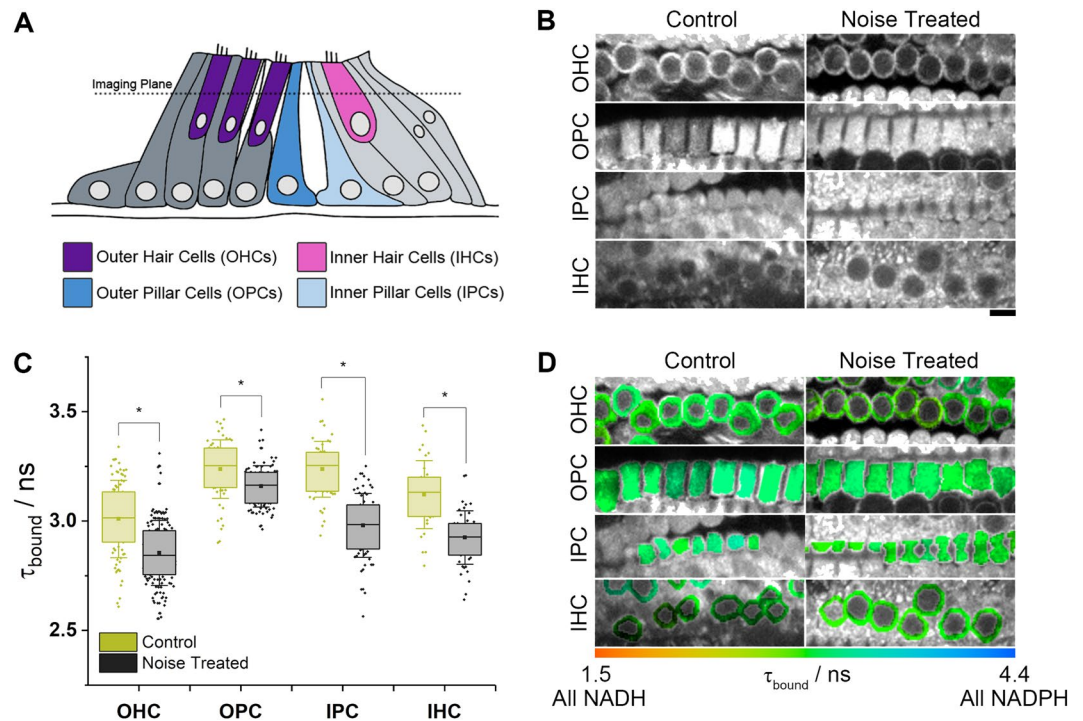 A
Imaging Plane
Outer Hair Cells (OHCs)
Inner Hair Cells (IHCs)
Outer Pillar Cells (OPCs)
Inner Pillar Cells (IPCs)
B
Control
Noise Treated
OHC
OPC
IPC
IHC
C
τbound / ns
3.5
3.0
2.5
*
*
*
*
Control
Noise Treated
OHC
OPC
IPC
IHC
D
Control
Noise Treated
OHC
OPC
IPC
IHC
1.5
τbound / ns
4.4
All NADH
All NADPH